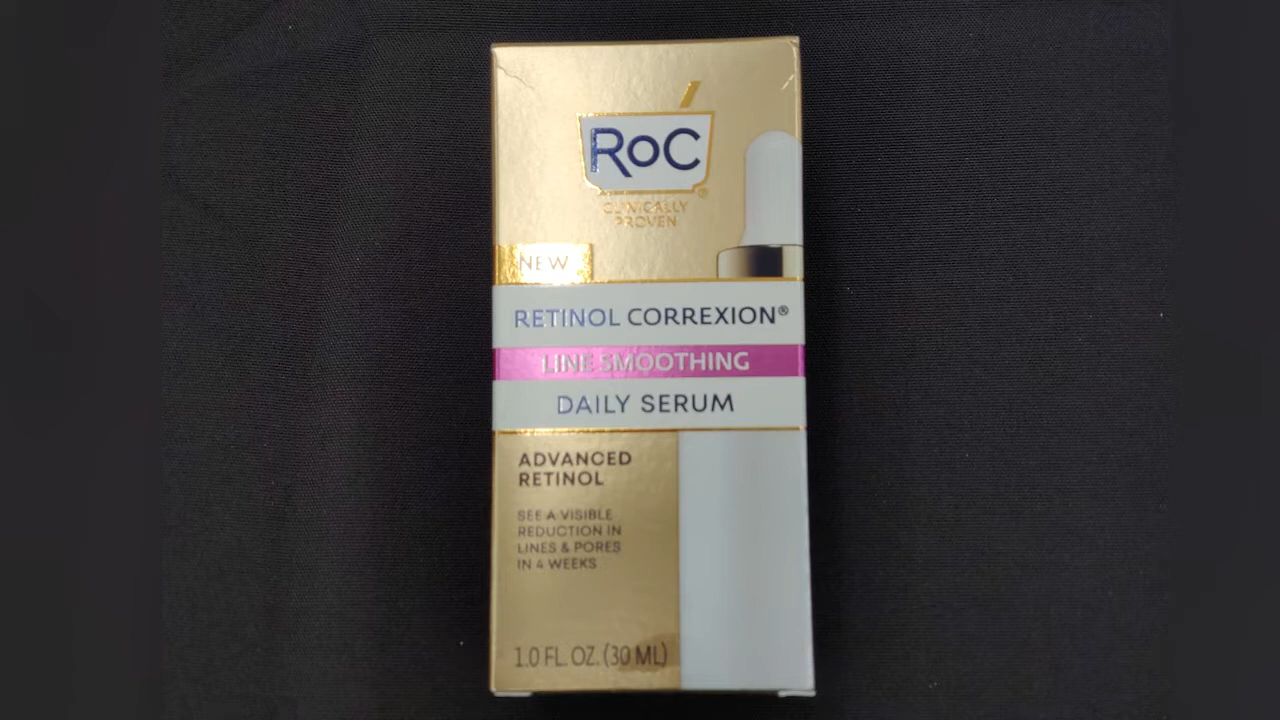 RoC®
CLINICALLY
PROVEN
NEW
RETINOL CORREXION®
LINE SMOOTHING
DAILY SERUM
ADVANCED
RETINOL
SEE A VISIBLE
REDUCTION IN
LINES & PORES
IN 4 WEEKS
1.0 FL. OZ. (30 ML)